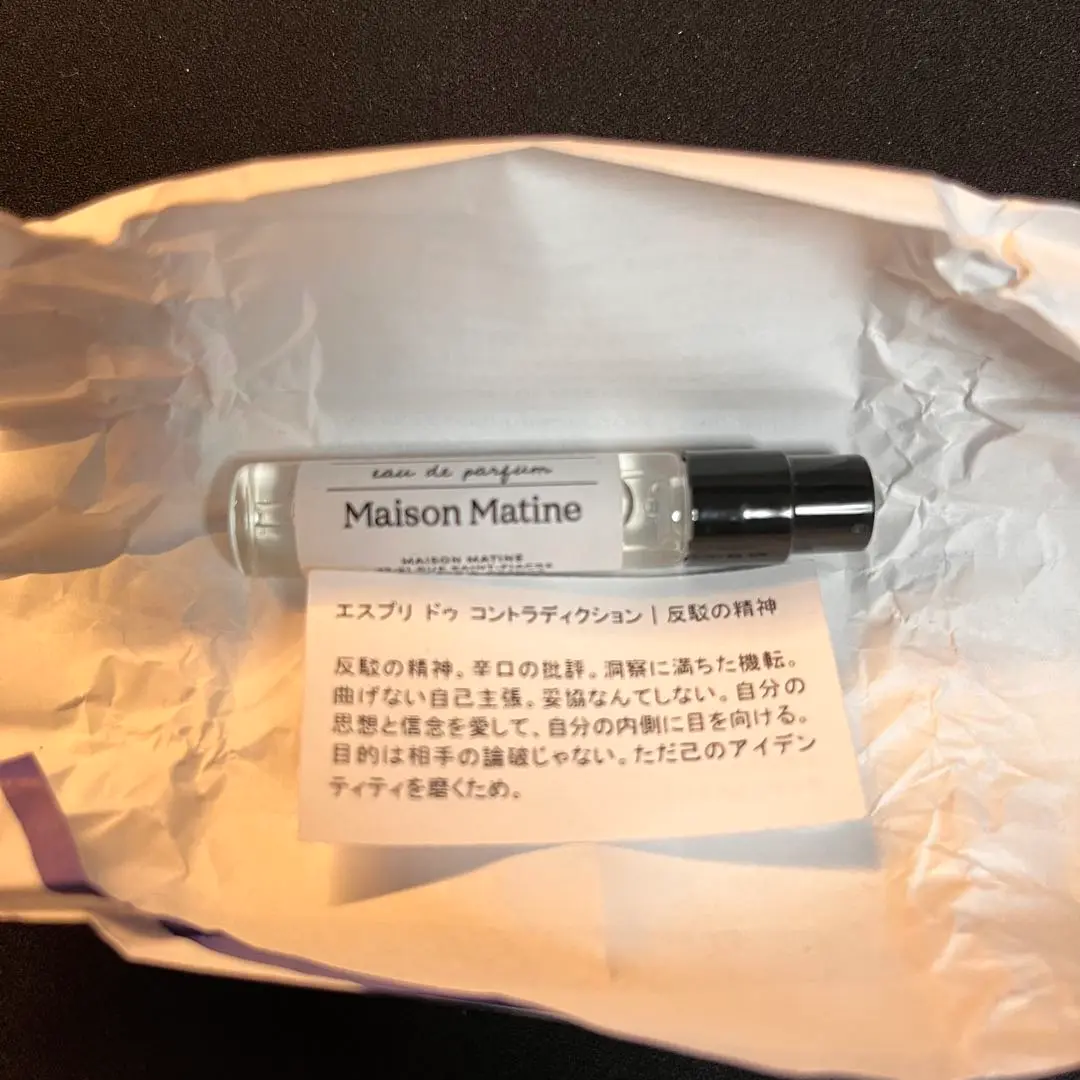 eau de parfum
Maison Matine
MAISON MATINE
エスプリ ドゥ コントラディクション | 反駁の精神
反駁の精神。辛口の批評。洞察に満ちた機転。
曲げない自己主張。妥協なんてしない。自分の
思想と信念を愛して、自分の内側に目を向ける。
目的は相手の論破じゃない。ただ己のアイデン
ティティを磨くため。